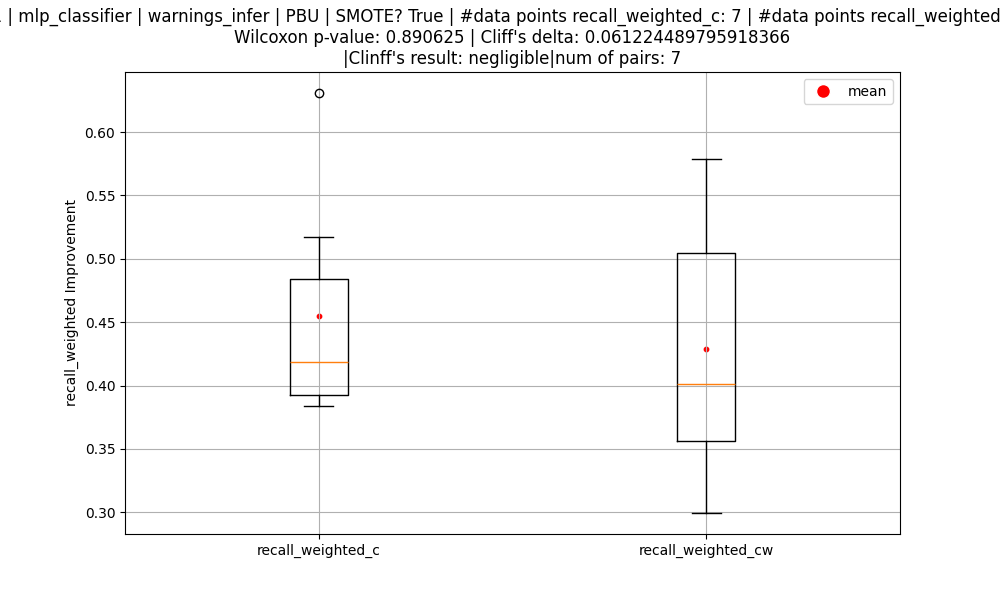 | mlp_classifier | warnings_infer | PBU | SMOTE? True | #data points recall_weighted_c: 7 | #data points recall_weighted
Wilcoxon p-value: 0.890625 | Cliff's delta: 0.061224489795918366
|Clinff's result: negligible|num of pairs: 7
mean
0.60
0.55
0.50
0.45
0.40
0.35
0.30
recall_weighted Improvement
recall_weighted_c
recall_weighted_cw